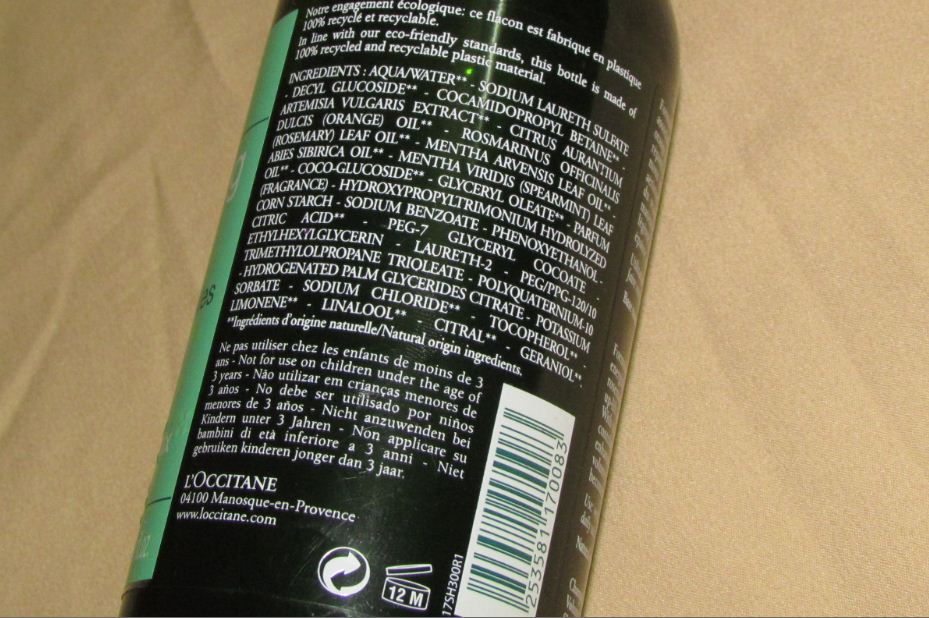 Notre engagement écologique: ce flacon est fabriqué en plastique
100% recyclé et recyclable.
In line with our eco-friendly standards, this bottle is made of
100% recycled and recyclable plastic material.
INGREDIENTS : AQUA/WATER** - SODIUM LAURETH SULFATE
- DECYL GLUCOSIDE** - COCAMIDOPROPYL BETAINE** -
ARTEMISIA VULGARIS EXTRACT** - CITRUS AURANTIUM
DULCIS (ORANGE) OIL** - ROSMARINUS OFFICINALIS
(ROSEMARY) LEAF OIL** - MENTHA ARVENSIS LEAF OIL** -
ABIES SIBIRICA OIL** - MENTHA VIRIDIS (SPEARMINT) LEAF
OIL** - COCO-GLUCOSIDE** - GLYCERYL OLEATE** - PARFUM
(FRAGRANCE) - HYDROXYPROPYLTRIMONIUM HYDROLYZED
CORN STARCH - SODIUM BENZOATE - PHENOXYETHANOL -
CITRIC ACID** - PEG-7 GLYCERYL COCOATE -
ETHYLHEXYLGLYCERIN - LAURETH-2 - PEG/PPG-120/10
TRIMETHYLOLPROPANE TRIOLEATE - POLYQUATERNIUM-10
- HYDROGENATED PALM GLYCERIDES CITRATE - POTASSIUM
SORBATE - SODIUM CHLORIDE** - TOCOPHEROL** -
LIMONENE** - LINALOOL** - CITRAL** - GERANIOL**
**Ingrédients d'origine naturelle/Natural origin ingredients.
Ne pas utiliser chez les enfants de moins de 3
ans - Not for use on children under the age of
3 years - Não utilizar em crianças menores de
3 años - No debe ser utilisado por niños
menores de 3 años - Nicht anzuwenden bei
Kindern unter 3 Jahren - Non applicare su
bambini di età inferiore a 3 anni - Niet
gebruiken kinderen jonger dan 3 jaar.
L'OCCITANE
04100 Manosque-en-Provence
www.loccitane.com
12 M
17SH300R1
253581 170083